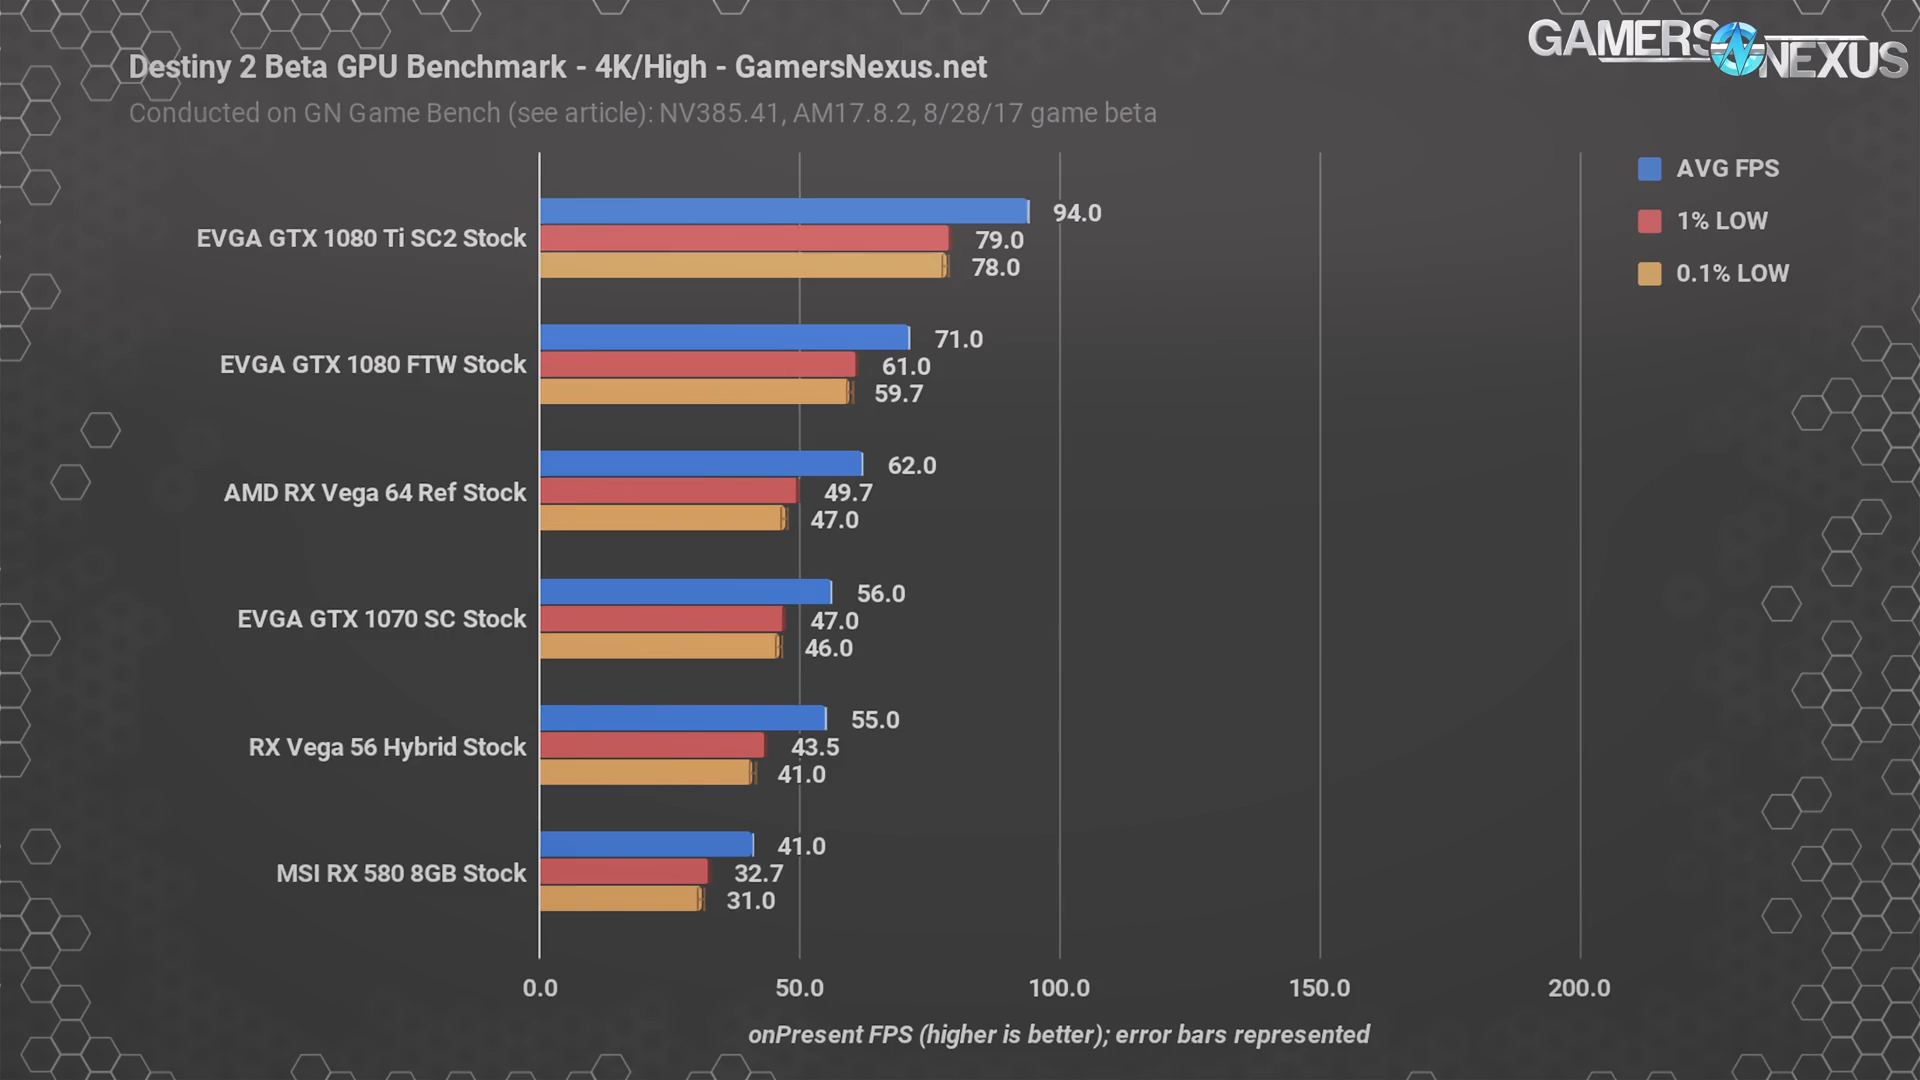 GAMERS NEXUS
Destiny 2 Beta GPU Benchmark - 4K/High - GamersNexus.net
Conducted on GN Game Bench (see article): NV385.41, AM17.8.2, 8/28/17 game beta
AVG FPS
1% LOW
0.1% LOW
EVGA GTX 1080 Ti SC2 Stock
94.0
79.0
78.0
EVGA GTX 1080 FTW Stock
71.0
61.0
59.7
AMD RX Vega 64 Ref Stock
62.0
49.7
47.0
EVGA GTX 1070 SC Stock
56.0
47.0
46.0
RX Vega 56 Hybrid Stock
55.0
43.5
41.0
MSI RX 580 8GB Stock
41.0
32.7
31.0
0.0 50.0 100.0 150.0 200.0
onPresent FPS (higher is better); error bars represented